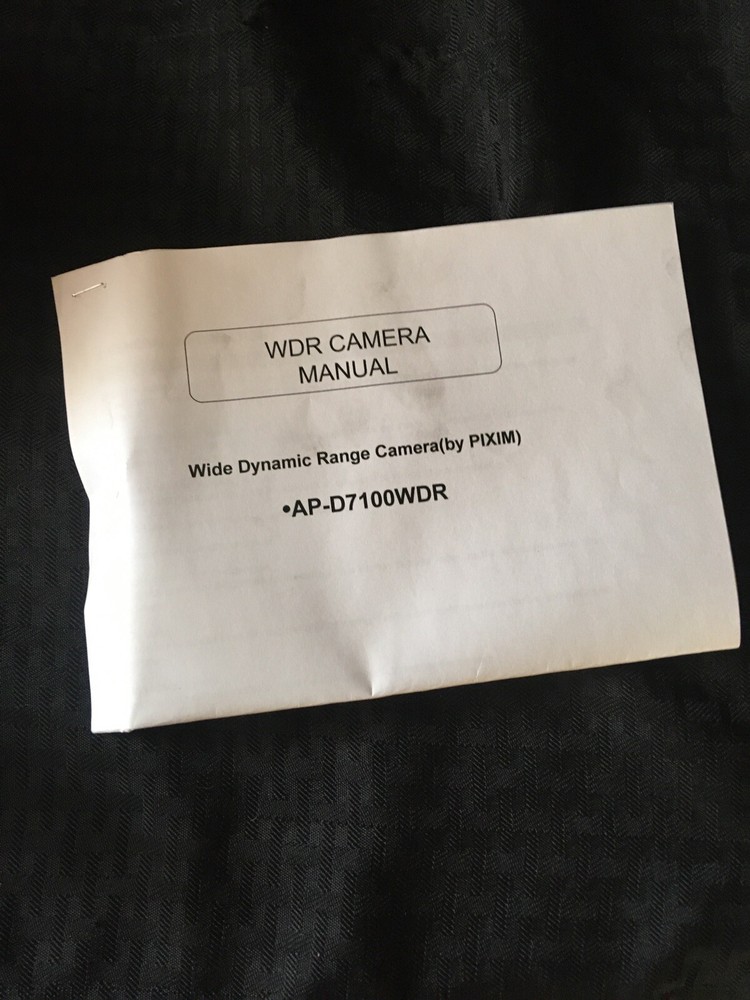 WDR CAMERA
MANUAL
Wide Dynamic Range Camera(by PIXIM)
•AP-D7100WDR